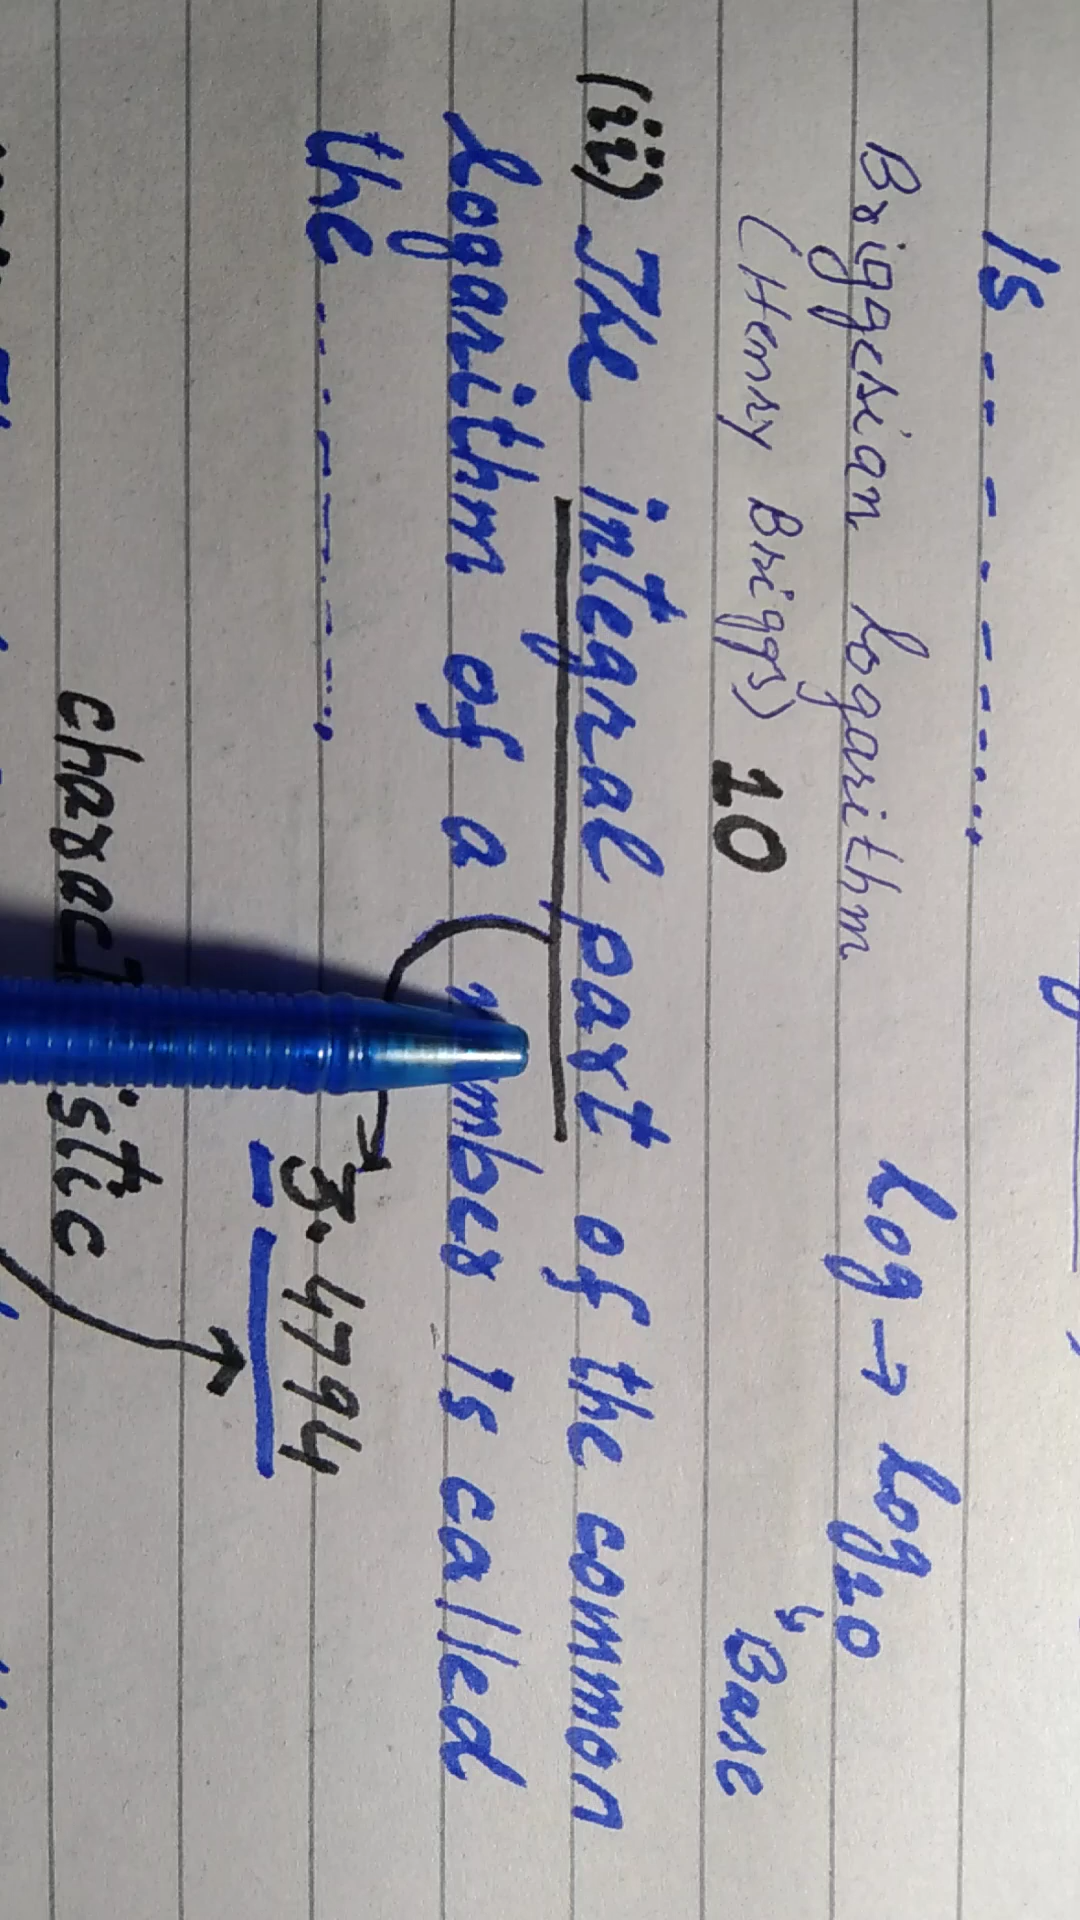 is
Briggesian logarithm log → log10
(Henry Briggs) 10 Base
(ii) The integral part of the common
logarithm of a number is called
the
3.4794
characteristic